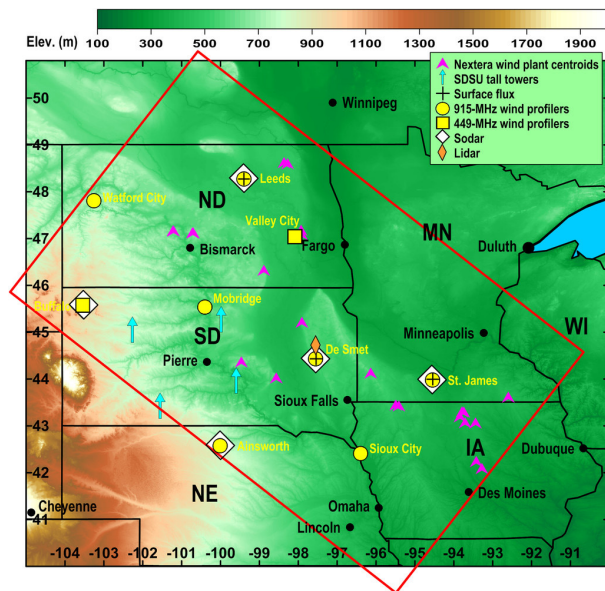 Elev. (m) 100 300 500 700 900 1100 1300 1500 1700 1900
Nextera wind plant centroids
SDSU tall towers
Surface flux
915-MHz wind profilers
449-MHz wind profilers
Sodar
Lidar
50
Winnipeg
49
Leeds
48
Watford City
ND
Valley City
MN
47
Bismarck
Fargo
Duluth
46
Buffalo
Mobridge
WI
45
SD
Minneapolis
De Smet
Pierre
44
St. James
Sioux Falls
43
Ainsworth
Sioux City
IA
Dubuque
42
NE
Des Moines
Cheyenne
Omaha
41
Lincoln
-104 -103 -102 -101 -100 -99 -98 -97 -96 -95 -94 -93 -92 -91